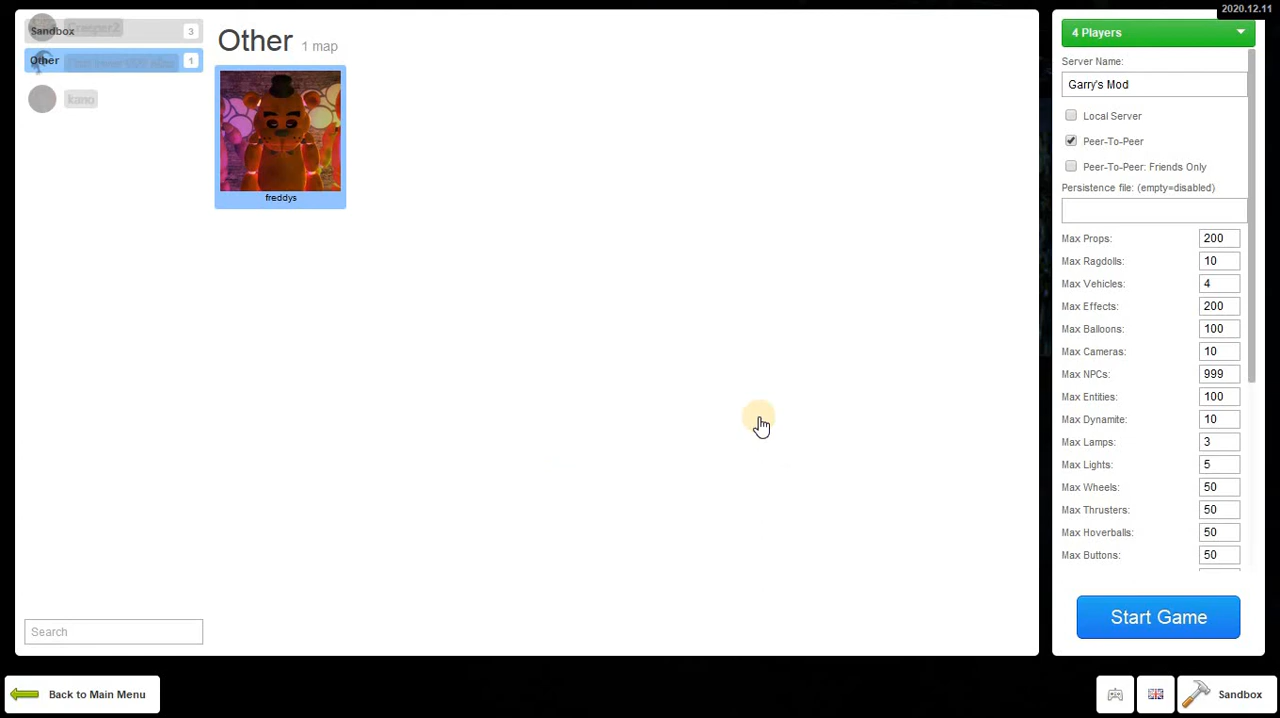 2020.12.11
Sandbox 3
Other 1
kano
Other 1 map
freddys
Search
4 Players
Server Name:
Garry's Mod
Local Server
Peer-To-Peer
Peer-To-Peer: Friends Only
Persistence file: (empty=disabled)
Max Props: 200
Max Ragdolls: 10
Max Vehicles: 4
Max Effects: 200
Max Balloons: 100
Max Cameras: 10
Max NPCs: 999
Max Entities: 100
Max Dynamite: 10
Max Lamps: 3
Max Lights: 5
Max Wheels: 50
Max Thrusters: 50
Max Hoverballs: 50
Max Buttons: 50
Start Game
Back to Main Menu
Sandbox